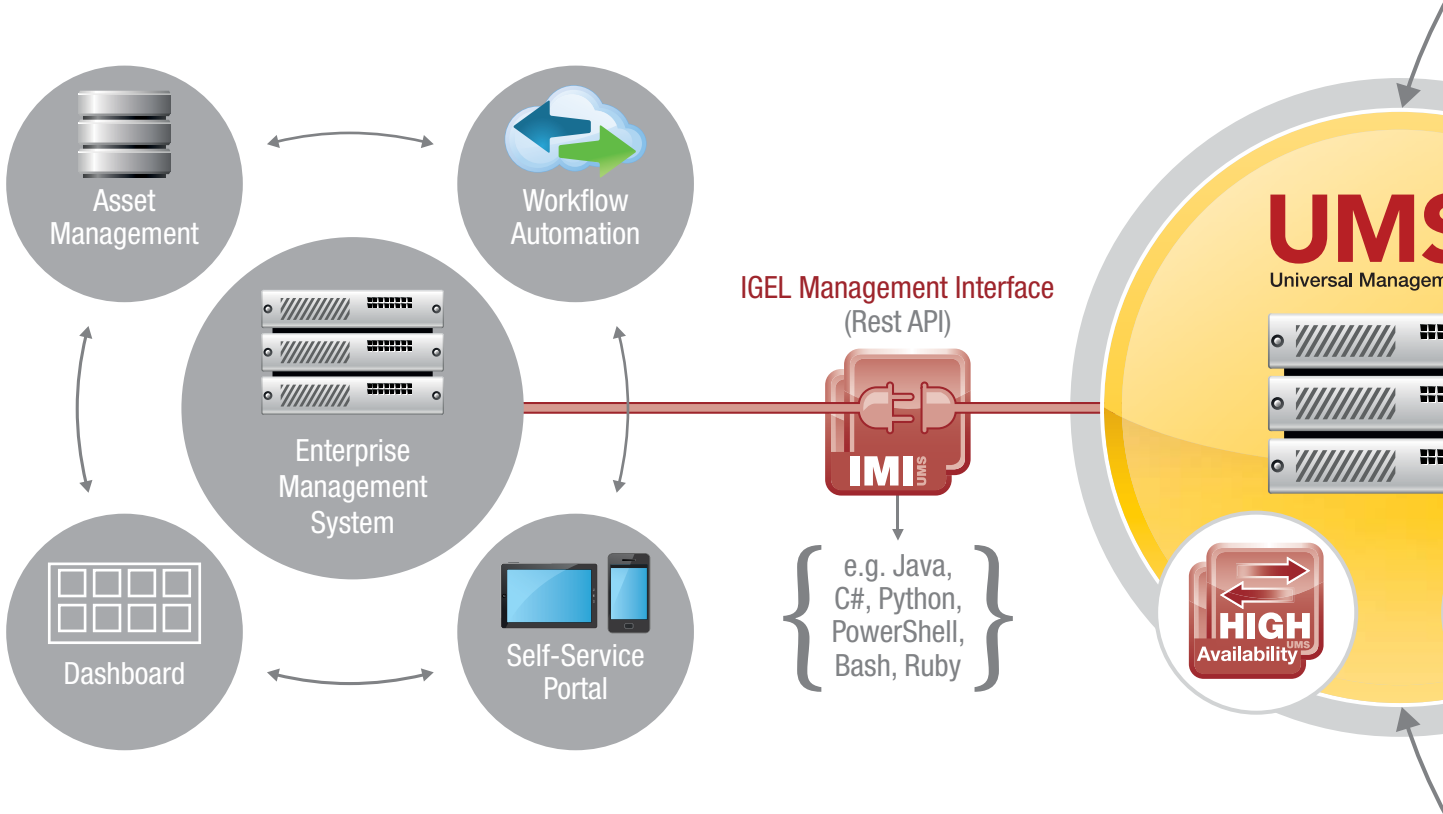 Asset
Management
Workflow
Automation
Enterprise
Management
System
Dashboard
Self-Service
Portal
IGEL Management Interface
(Rest API)
IMI
UMS
{ e.g. Java,
C#, Python,
PowerShell,
Bash, Ruby }
UMS
Universal
HIGH
UMS
Availability